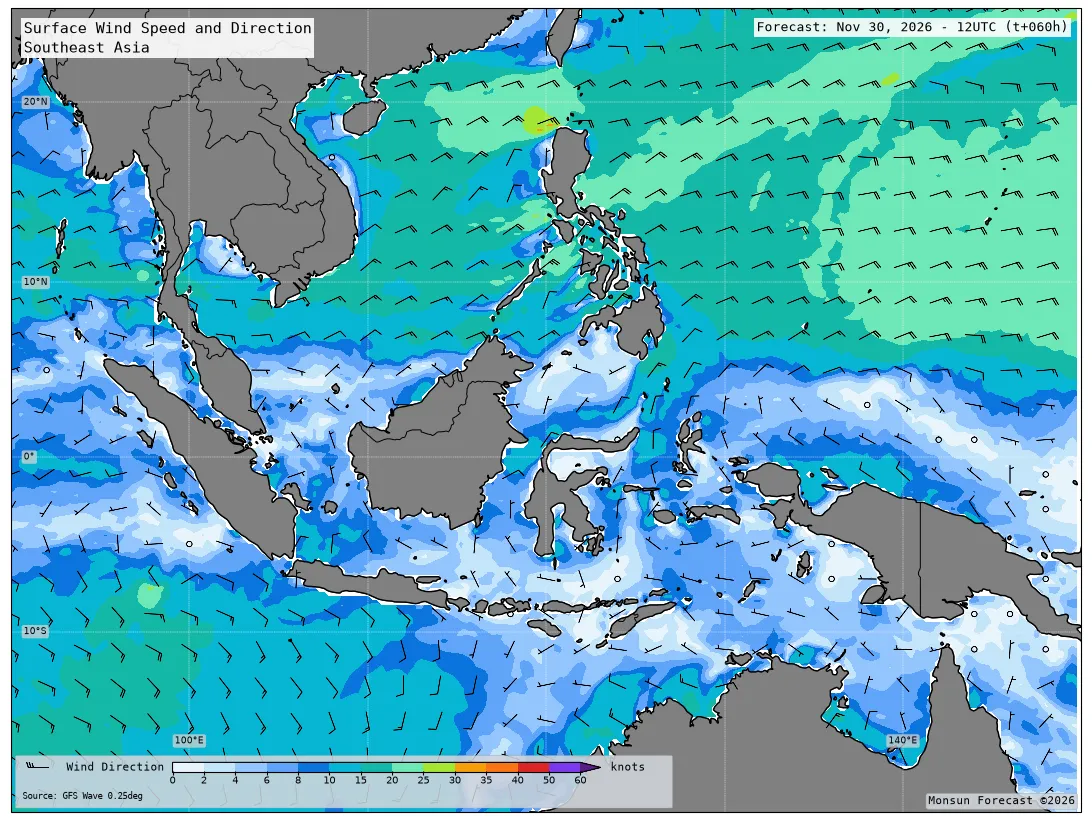 Surface Wind Speed and Direction
Southeast Asia
Forecast: Nov 30, 2026 - 12UTC (t+060h)
20°N
10°N
0°
10°S
100°E
140°E
Wind Direction
knots
0 2 4 6 8 10 15 20 25 30 35 40 50 60
Source: GFS Wave 0.25deg
Monsun Forecast ©2026